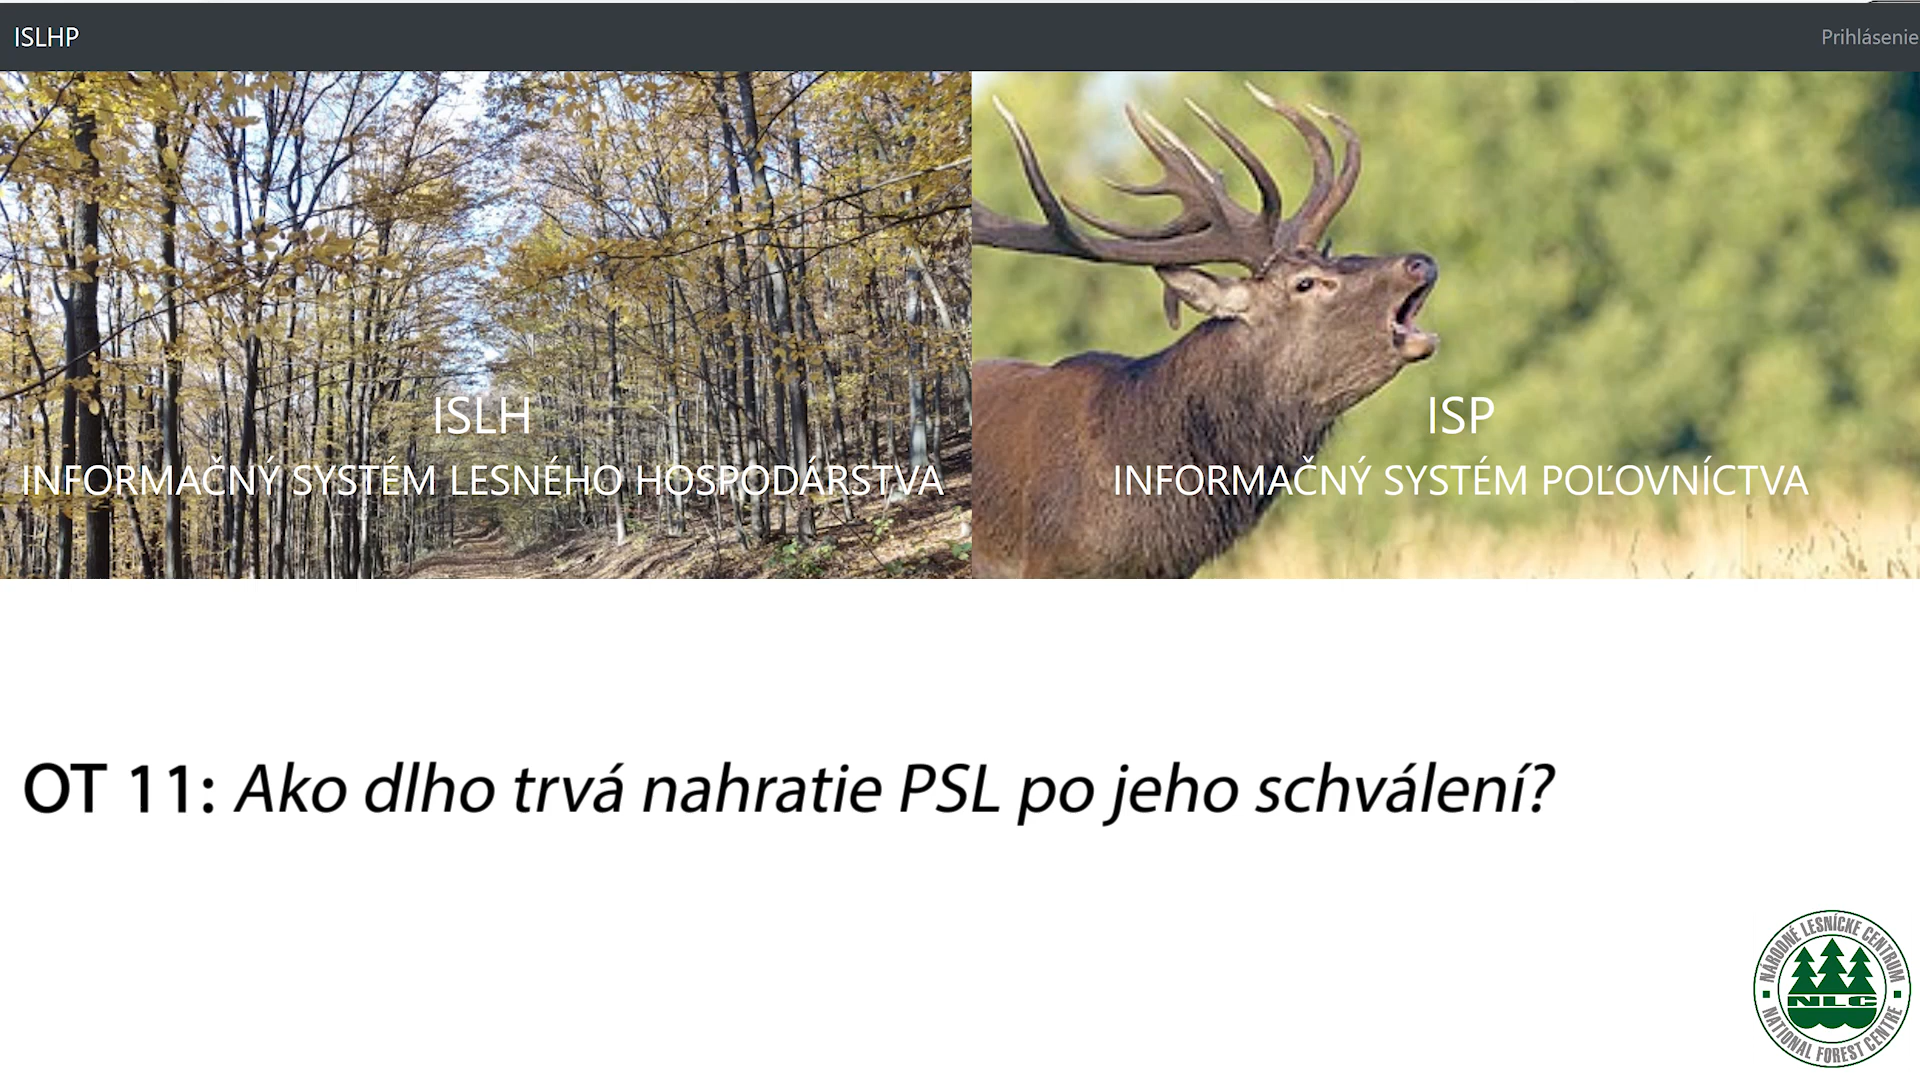 ISLHP
Prihlásenie
ISLH
INFORMAČNÝ SYSTÉM LESNÉHO HOSPODÁRSTVA
ISP
INFORMAČNÝ SYSTÉM POĽOVNÍCTVA
OT 11: Ako dlho trvá nahratie PSL po jeho schválení?
NÁRODNÉ LESNÍCKE CENTRUM
NLC
NATIONAL FOREST CENTRE